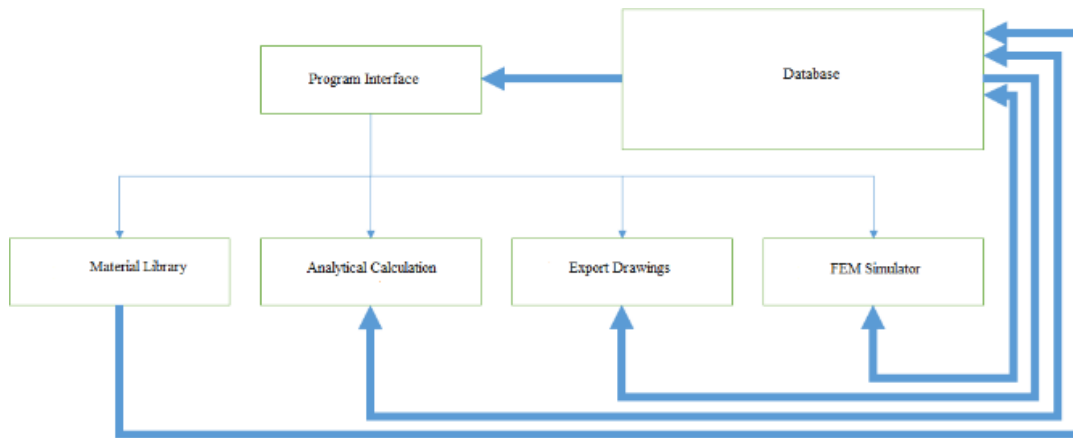 Database
Program Interface
Material Library
Analytical Calculation
Export Drawings
FEM Simulator